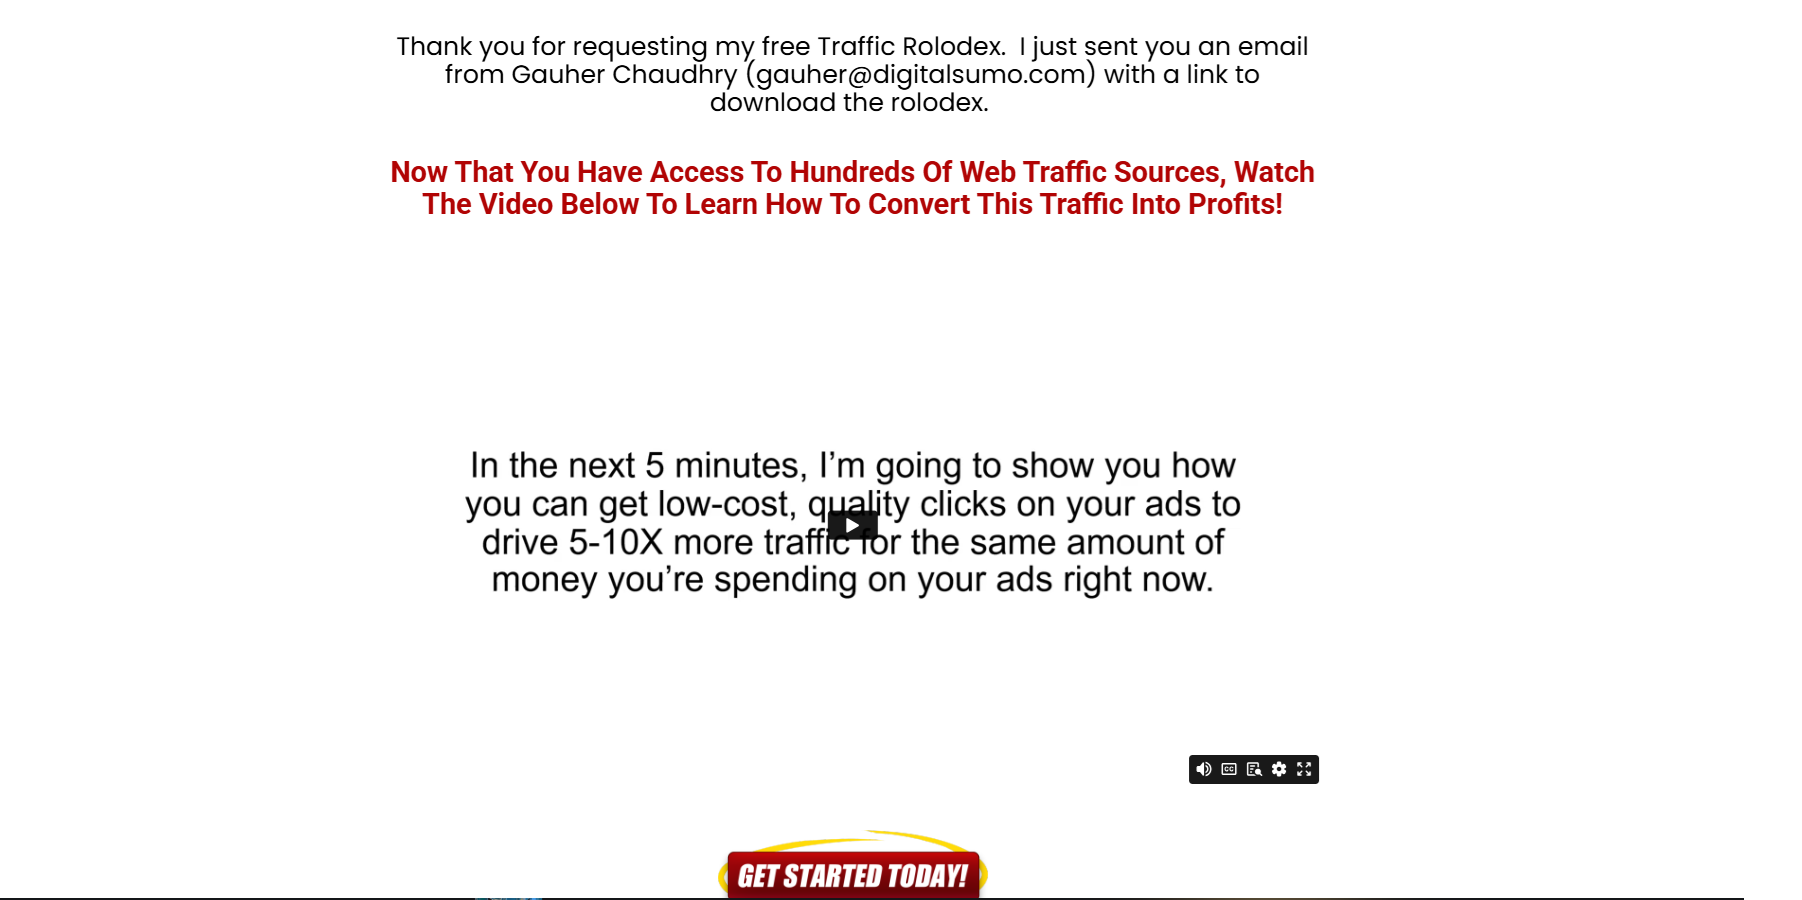 Thank you for requesting my free Traffic Rolodex. I just sent you an email
from Gauher Chaudhry (gauher@digitalsumo.com) with a link to
download the rolodex.
Now That You Have Access To Hundreds Of Web Traffic Sources, Watch
The Video Below To Learn How To Convert This Traffic Into Profits!
In the next 5 minutes, I'm going to show you how
you can get low-cost, quality clicks on your ads to
drive 5-10X more traffic for the same amount of
money you're spending on your ads right now.
CC
GET STARTED TODAY!